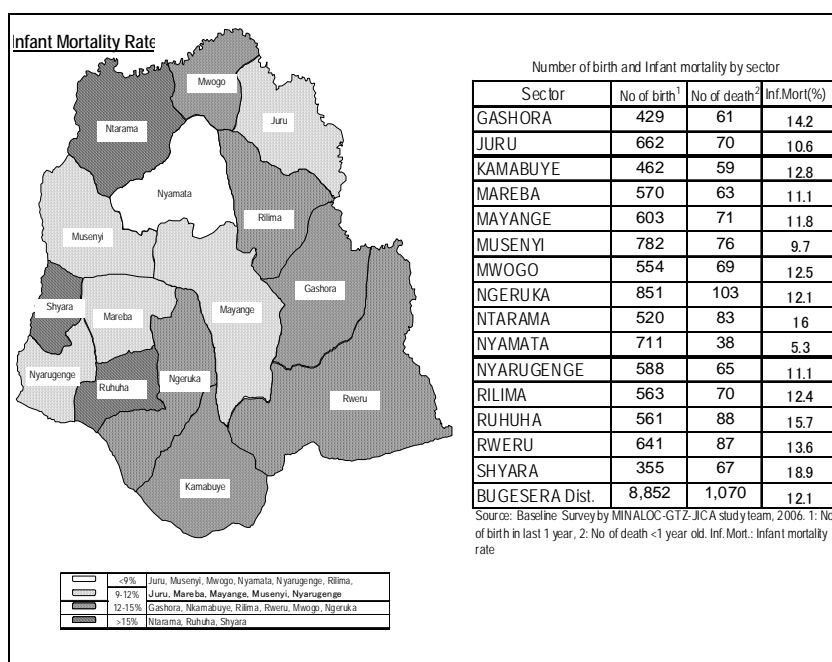 Infant Mortality Rate
Mwogo
Juru
Ntarama
Nyamata
Rilima
Musenyi
Gashora
Shyara
Mareba
Mayange
Nyarugenge
Ruhuha
Ngeruka
Rweru
Kamabuye
<9% Juru, Musenyi, Mwogo, Nyamata, Nyarugenge, Rilima,
9-12% Juru, Mareba, Mayange, Musenyi, Nyarugenge
12-15% Gashora, Nkamabuye, Rilima, Rweru, Mwogo, Ngeruka
>15% Ntarama, Ruhuha, Shyara
Number of birth and Infant mortality by sector
Sector No of birth1 No of death2 Inf.Mort(%)
GASHORA 429 61 14.2
JURU 662 70 10.6
KAMABUYE 462 59 12.8
MAREBA 570 63 11.1
MAYANGE 603 71 11.8
MUSENYI 782 76 9.7
MWOGO 554 69 12.5
NGERUKA 851 103 12.1
NTARAMA 520 83 16
NYAMATA 711 38 5.3
NYARUGENGE 588 65 11.1
RILIMA 563 70 12.4
RUHUHA 561 88 15.7
RWERU 641 87 13.6
SHYARA 355 67 18.9
BUGESERA Dist. 8,852 1,070 12.1
Source: Baseline Survey by MINALOC-GTZ-JICA study team, 2006. 1: No
of birth in last 1 year, 2: No of death <1 year old. Inf.Mort.: Infant mortality
rate